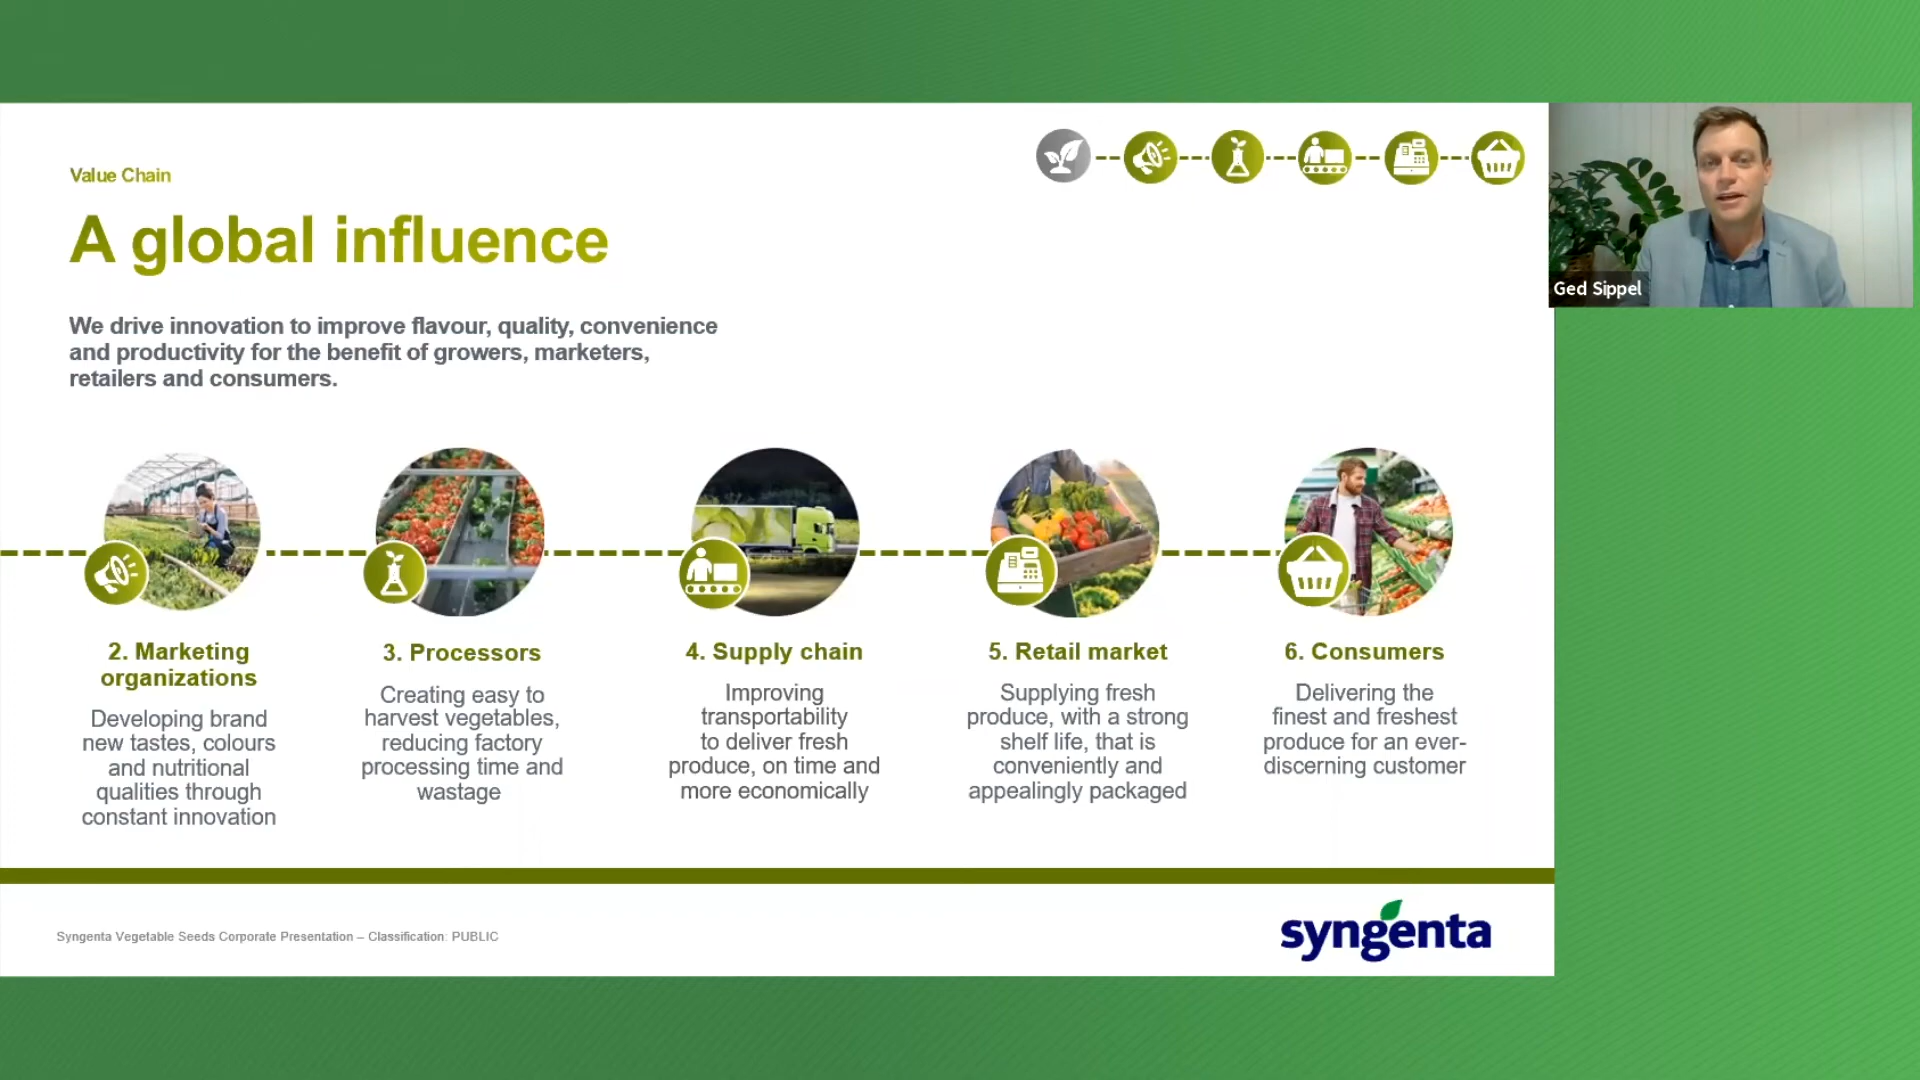 Value Chain
A global influence
We drive innovation to improve flavour, quality, convenience
and productivity for the benefit of growers, marketers,
retailers and consumers.
Ged Sippel
2. Marketing
organizations
Developing brand
new tastes, colours
and nutritional
qualities through
constant innovation
3. Processors
Creating easy to
harvest vegetables,
reducing factory
processing time and
wastage
4. Supply chain
Improving
transportability
to deliver fresh
produce, on time and
more economically
5. Retail market
Supplying fresh
produce, with a strong
shelf life, that is
conveniently and
appealingly packaged
6. Consumers
Delivering the
finest and freshest
produce for an ever-
discerning customer
Syngenta Vegetable Seeds Corporate Presentation – Classification: PUBLIC
syngenta